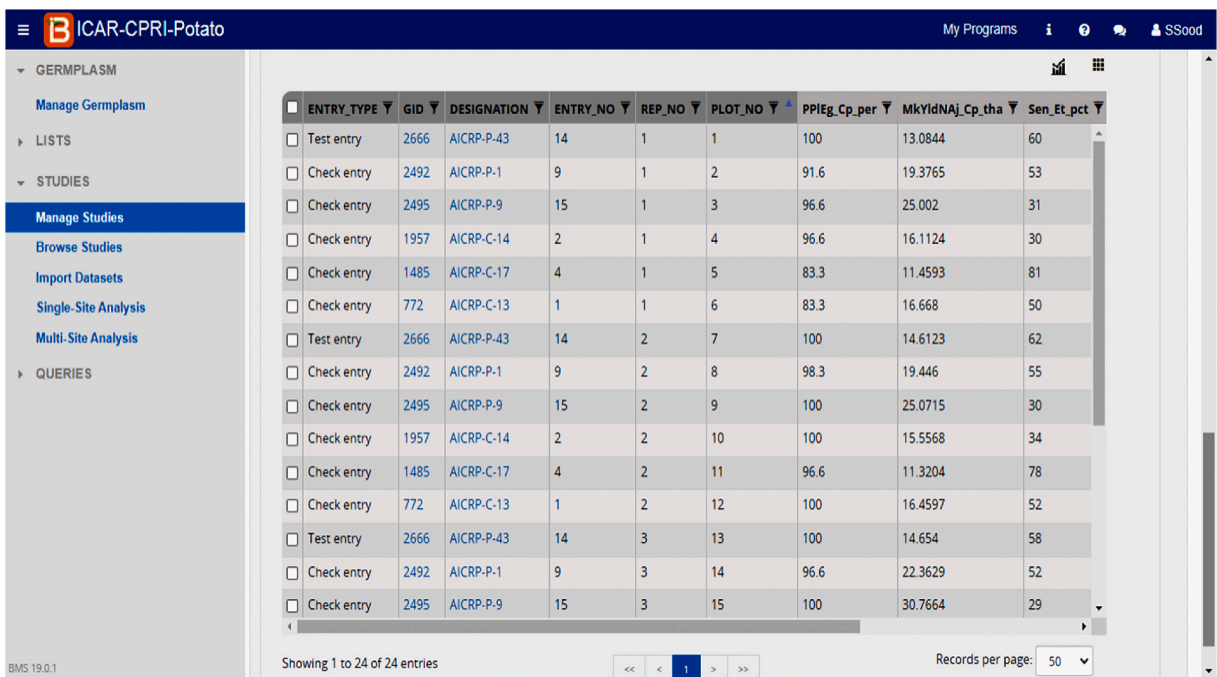 ICAR-CPRI-Potato My Programs SSood
GERMPLASM
Manage Germplasm
LISTS
STUDIES
Manage Studies
Browse Studies
Import Datasets
Single-Site Analysis
Multi-Site Analysis
QUERIES
BMS 19.0.1
ENTRY_TYPE GID DESIGNATION ENTRY_NO REP_NO PLOT_NO PPlEg_Cp_per MkYldNAj_Cp_tha Sen_Et_pct
Test entry 2666 AICRP-P-43 14 1 1 100 13.0844 60
Check entry 2492 AICRP-P-1 9 1 2 91.6 19.3765 53
Check entry 2495 AICRP-P-9 15 1 3 96.6 25.002 31
Check entry 1957 AICRP-C-14 2 1 4 96.6 16.1124 30
Check entry 1485 AICRP-C-17 4 1 5 83.3 11.4593 81
Check entry 772 AICRP-C-13 1 1 6 83.3 16.668 50
Test entry 2666 AICRP-P-43 14 2 7 100 14.6123 62
Check entry 2492 AICRP-P-1 9 2 8 98.3 19.446 55
Check entry 2495 AICRP-P-9 15 2 9 100 25.0715 30
Check entry 1957 AICRP-C-14 2 2 10 100 15.5568 34
Check entry 1485 AICRP-C-17 4 2 11 96.6 11.3204 78
Check entry 772 AICRP-C-13 1 2 12 100 16.4597 52
Test entry 2666 AICRP-P-43 14 3 13 100 14.654 58
Check entry 2492 AICRP-P-1 9 3 14 96.6 22.3629 52
Check entry 2495 AICRP-P-9 15 3 15 100 30.7664 29
Showing 1 to 24 of 24 entries << < 1 > >> Records per page: 50